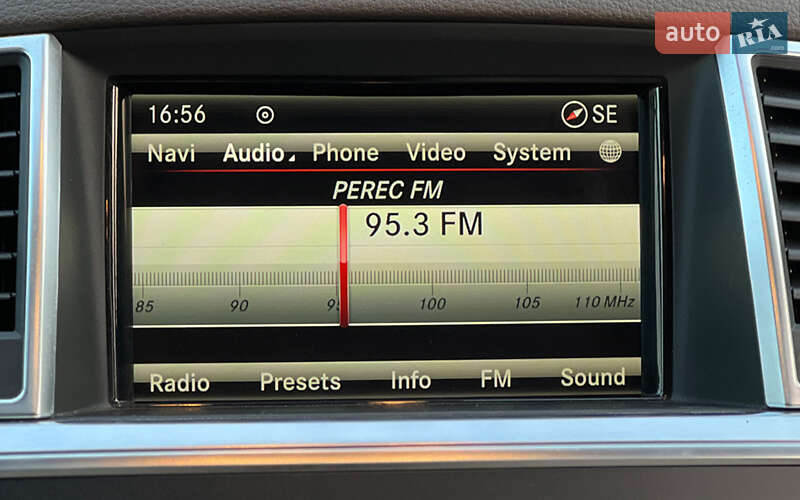 auto RIA
16:56 SE
Navi Audio Phone Video System
PEREC FM
95.3 FM
85 90 95 100 105 110 MHz
Radio Presets Info FM Sound